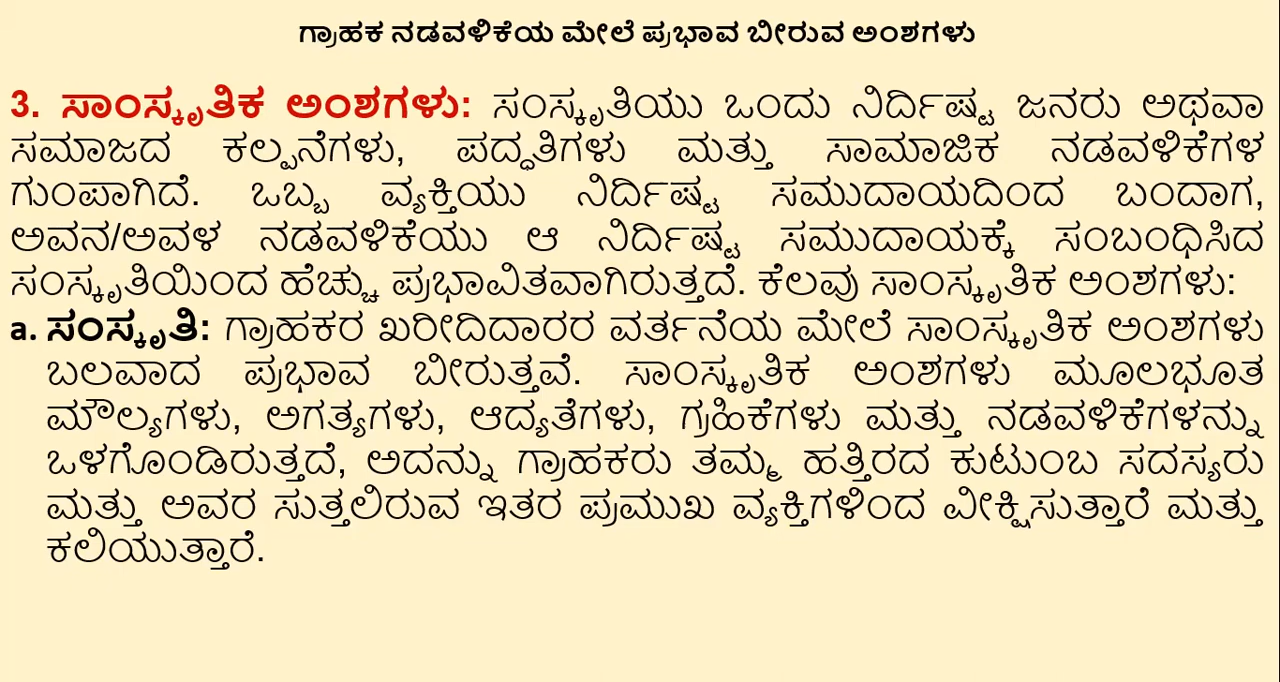 ಗ್ರಾಹಕ ನಡವಳಿಕೆಯ ಮೇಲೆ ಪ್ರಭಾವ ಬೀರುವ ಅಂಶಗಳು
3. ಸಾಂಸ್ಕೃತಿಕ ಅಂಶಗಳು: ಸಂಸ್ಕೃತಿಯು ಒಂದು ನಿರ್ದಿಷ್ಟ ಜನರು ಅಥವಾ
ಸಮಾಜದ ಕಲ್ಪನೆಗಳು, ಪದ್ಧತಿಗಳು ಮತ್ತು ಸಾಮಾಜಿಕ ನಡವಳಿಕೆಗಳ
ಗುಂಪಾಗಿದೆ. ಒಬ್ಬ ವ್ಯಕ್ತಿಯು ನಿರ್ದಿಷ್ಟ ಸಮುದಾಯದಿಂದ ಬಂದಾಗ,
ಅವನ/ಅವಳ ನಡವಳಿಕೆಯು ಆ ನಿರ್ದಿಷ್ಟ ಸಮುದಾಯಕ್ಕೆ ಸಂಬಂಧಿಸಿದ
ಸಂಸ್ಕೃತಿಯಿಂದ ಹೆಚ್ಚು ಪ್ರಭಾವಿತವಾಗಿರುತ್ತದೆ. ಕೆಲವು ಸಾಂಸ್ಕೃತಿಕ ಅಂಶಗಳು:
a. ಸಂಸ್ಕೃತಿ: ಗ್ರಾಹಕರ ಖರೀದಿದಾರರ ವರ್ತನೆಯ ಮೇಲೆ ಸಾಂಸ್ಕೃತಿಕ ಅಂಶಗಳು
ಬಲವಾದ ಪ್ರಭಾವ ಬೀರುತ್ತವೆ. ಸಾಂಸ್ಕೃತಿಕ ಅಂಶಗಳು ಮೂಲಭೂತ
ಮೌಲ್ಯಗಳು, ಅಗತ್ಯಗಳು, ಆದ್ಯತೆಗಳು, ಗ್ರಹಿಕೆಗಳು ಮತ್ತು ನಡವಳಿಕೆಗಳನ್ನು
ಒಳಗೊಂಡಿರುತ್ತದೆ, ಅದನ್ನು ಗ್ರಾಹಕರು ತಮ್ಮ ಹತ್ತಿರದ ಕುಟುಂಬ ಸದಸ್ಯರು
ಮತ್ತು ಅವರ ಸುತ್ತಲಿರುವ ಇತರ ಪ್ರಮುಖ ವ್ಯಕ್ತಿಗಳಿಂದ ವೀಕ್ಷಿಸುತ್ತಾರೆ ಮತ್ತು
ಕಲಿಯುತ್ತಾರೆ.